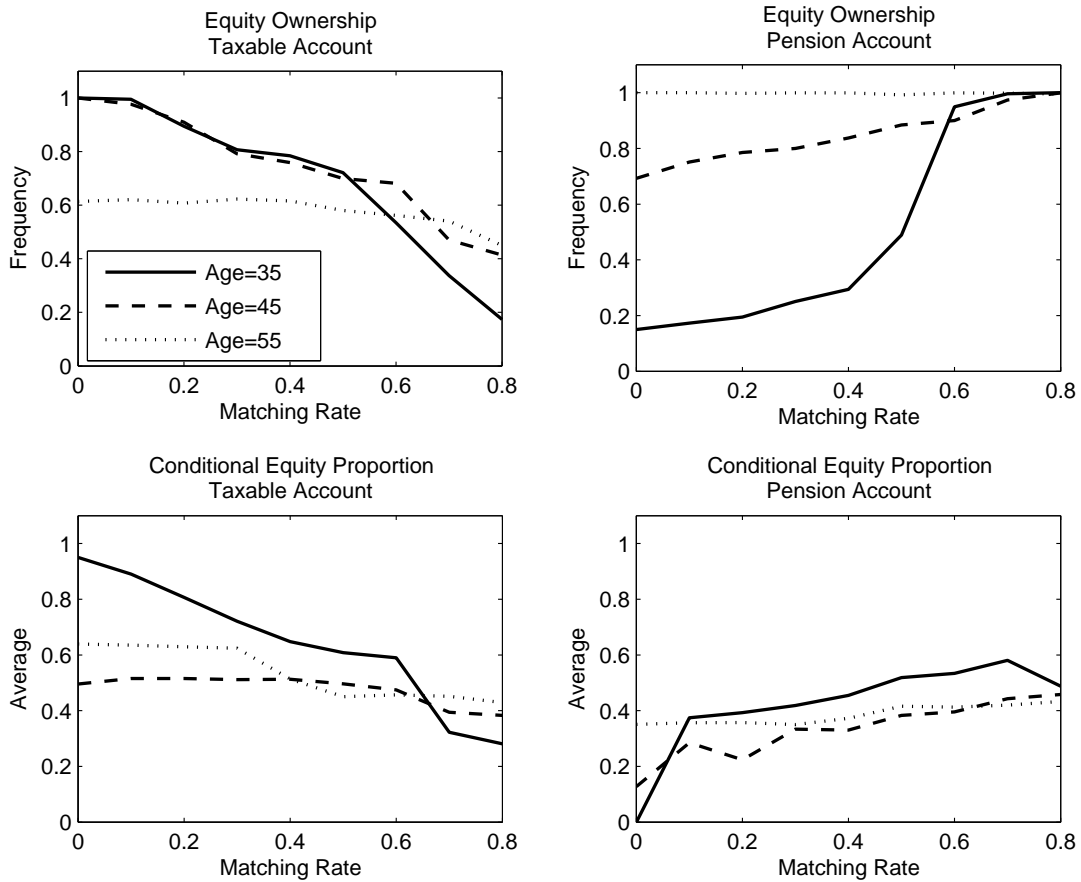 Equity Ownership
Taxable Account
Frequency
1
0.8
0.6
0.4
0.2
0
Age=35
Age=45
Age=55
0 0.2 0.4 0.6 0.8
Matching Rate
Equity Ownership
Pension Account
Frequency
1
0.8
0.6
0.4
0.2
0
0 0.2 0.4 0.6 0.8
Matching Rate
Conditional Equity Proportion
Taxable Account
Average
1
0.8
0.6
0.4
0.2
0
0 0.2 0.4 0.6 0.8
Matching Rate
Conditional Equity Proportion
Pension Account
Average
1
0.8
0.6
0.4
0.2
0
0 0.2 0.4 0.6 0.8
Matching Rate